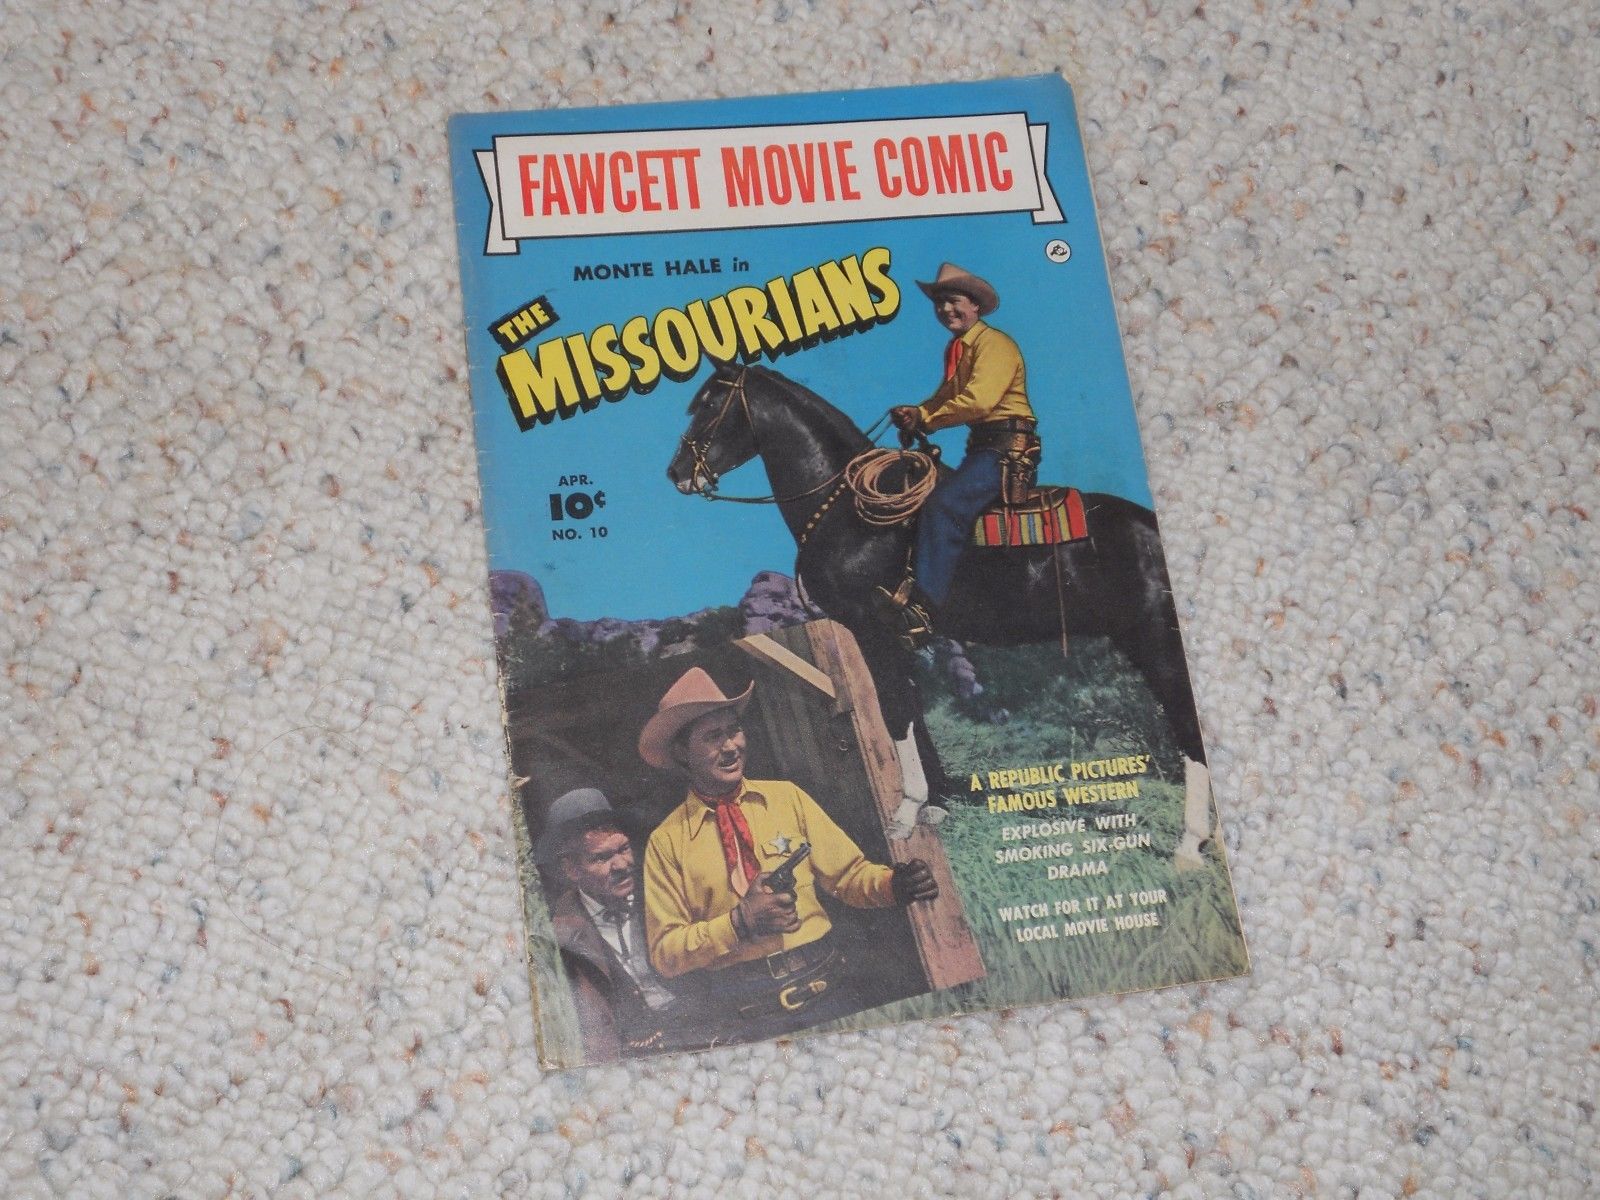 FAWCETT MOVIE COMIC
MONTE HALE in
THE
MISSOURIANS
APR.
10¢
NO. 10
A REPUBLIC PICTURES'
FAMOUS WESTERN
EXPLOSIVE WITH
SMOKING SIX-GUN
DRAMA
WATCH FOR IT AT YOUR
LOCAL MOVIE HOUSE